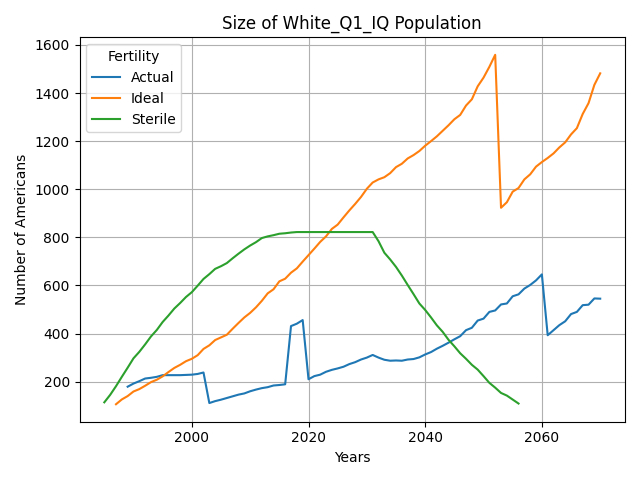 Size of White_Q1_IQ Population
Number of Americans
1600
1400
1200
1000
800
600
400
200
Fertility
Actual
Ideal
Sterile
2000
2020
2040
2060
Years